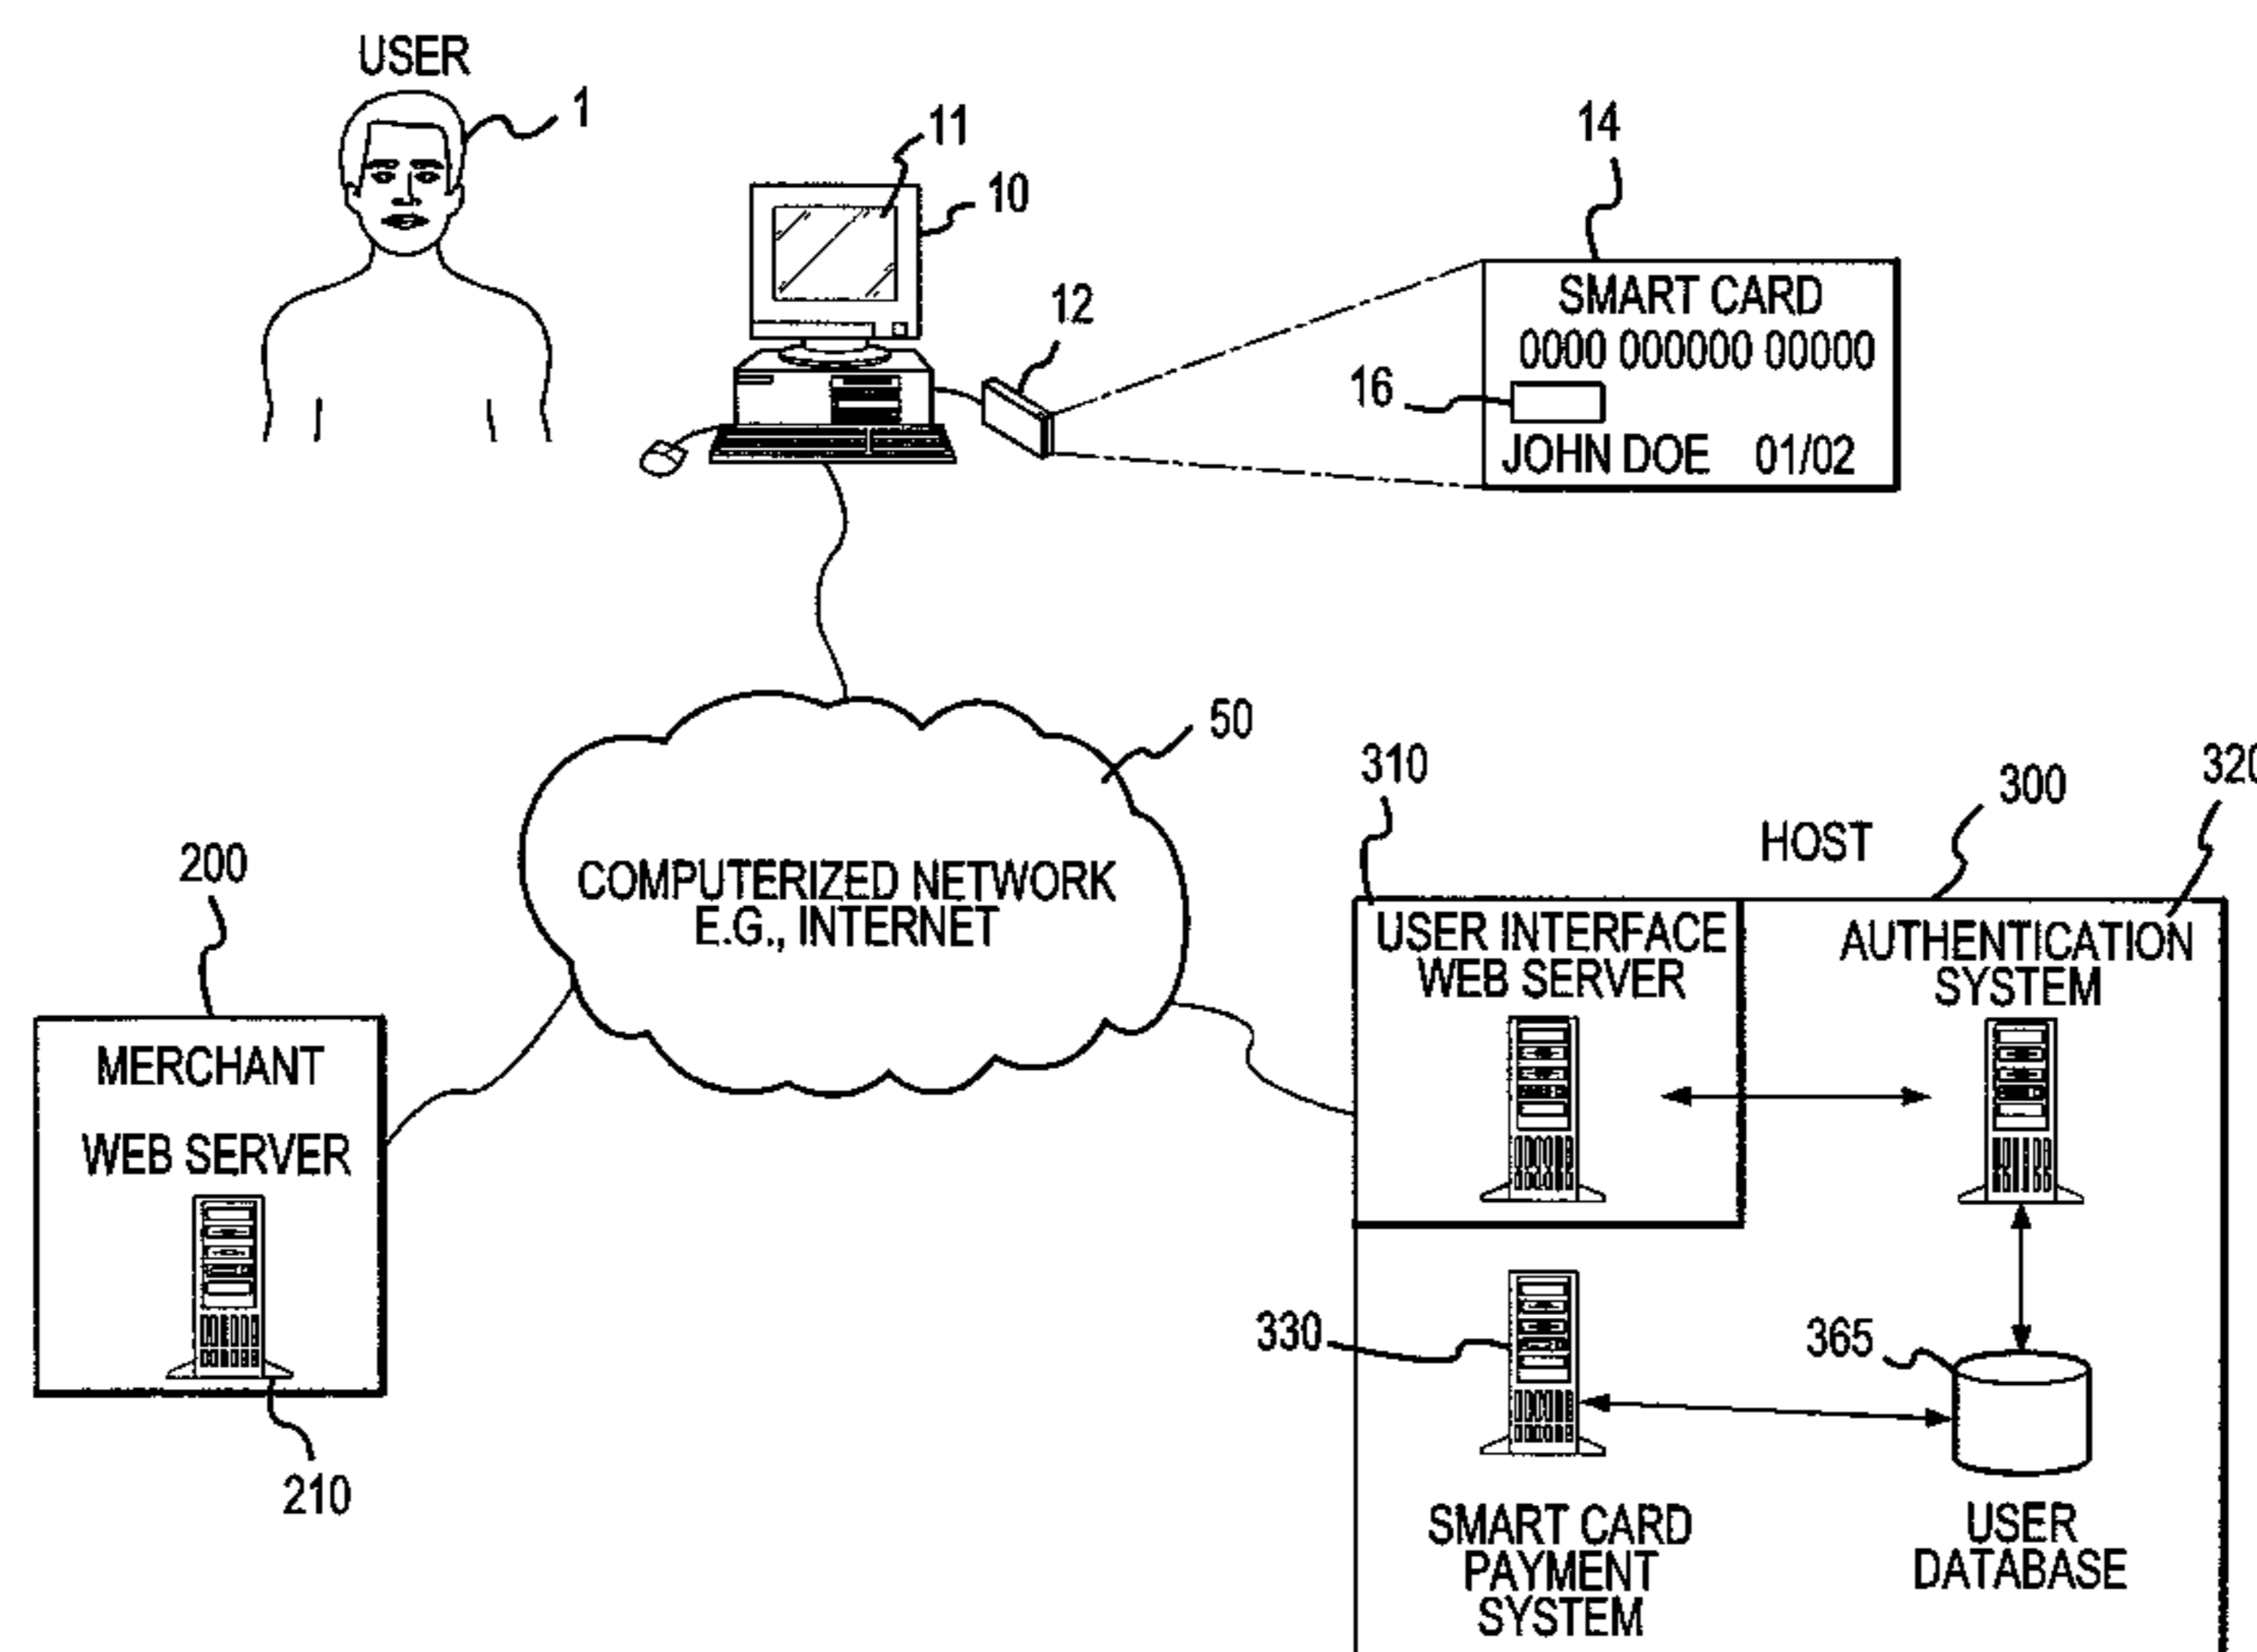 USER
1
11
10
12
14
SMART CARD
0000 000000 00000
16
JOHN DOE 01/02
50
COMPUTERIZED NETWORK
E.G., INTERNET
200
MERCHANT
WEB SERVER
210
310
300
320
HOST
USER INTERFACE
WEB SERVER
AUTHENTICATION
SYSTEM
330
365
SMART CARD
PAYMENT
SYSTEM
USER
DATABASE